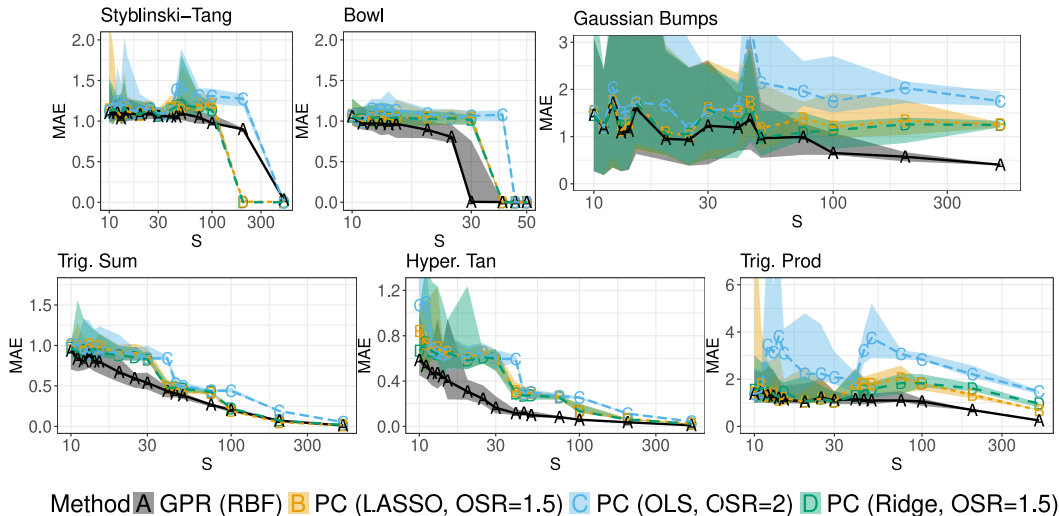 Styblinski-Tang
Bowl
Gaussian Bumps
MAE
2.0
1.5
1.0
0.5
0.0
10
30
100
300
S
MAE
2.0
1.5
1.0
0.5
0.0
10
30
50
S
MAE
3
2
1
0
10
30
100
300
S
Trig. Sum
Hyper. Tan
Trig. Prod
MAE
1.5
1.0
0.5
0.0
10
30
100
300
S
MAE
1.2
0.8
0.4
0.0
10
30
100
300
S
MAE
6
4
2
0
10
30
100
300
S
Method A GPR (RBF) B PC (LASSO, OSR=1.5) C PC (OLS, OSR=2) D PC (Ridge, OSR=1.5)